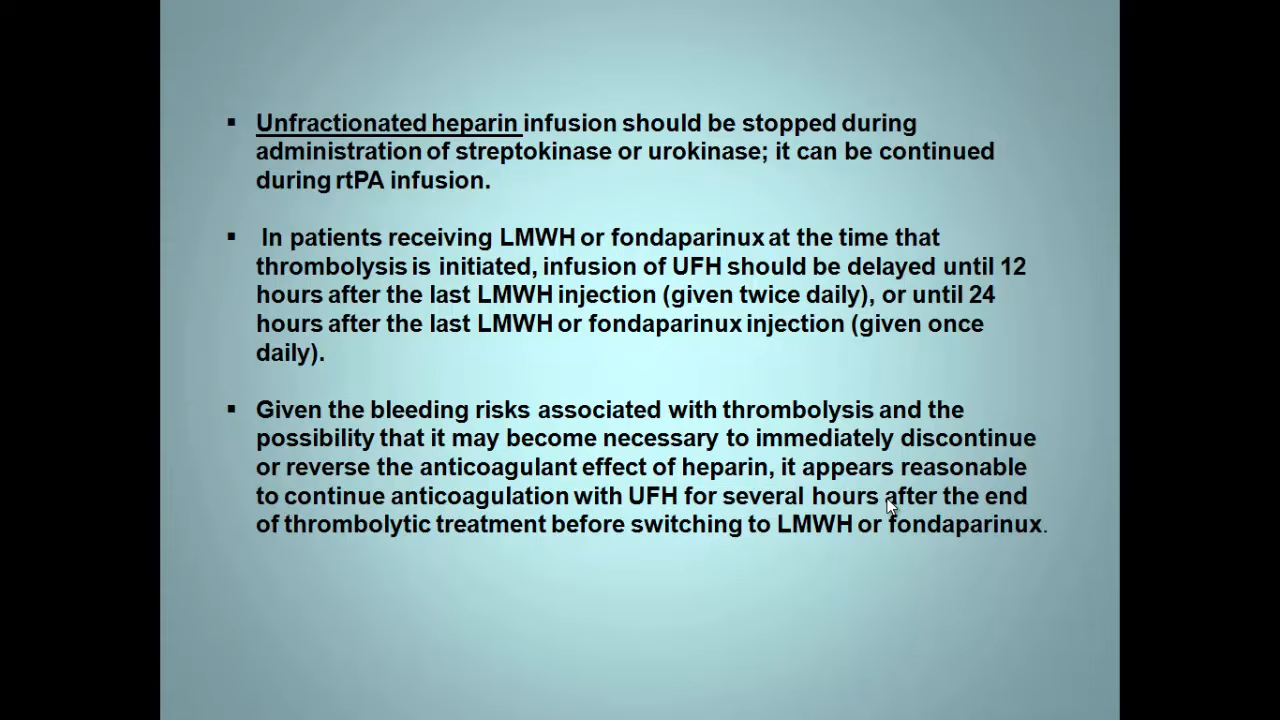 ▪ Unfractionated heparin infusion should be stopped during
administration of streptokinase or urokinase; it can be continued
during rtPA infusion.
▪ In patients receiving LMWH or fondaparinux at the time that
thrombolysis is initiated, infusion of UFH should be delayed until 12
hours after the last LMWH injection (given twice daily), or until 24
hours after the last LMWH or fondaparinux injection (given once
daily).
▪ Given the bleeding risks associated with thrombolysis and the
possibility that it may become necessary to immediately discontinue
or reverse the anticoagulant effect of heparin, it appears reasonable
to continue anticoagulation with UFH for several hours after the end
of thrombolytic treatment before switching to LMWH or fondaparinux.